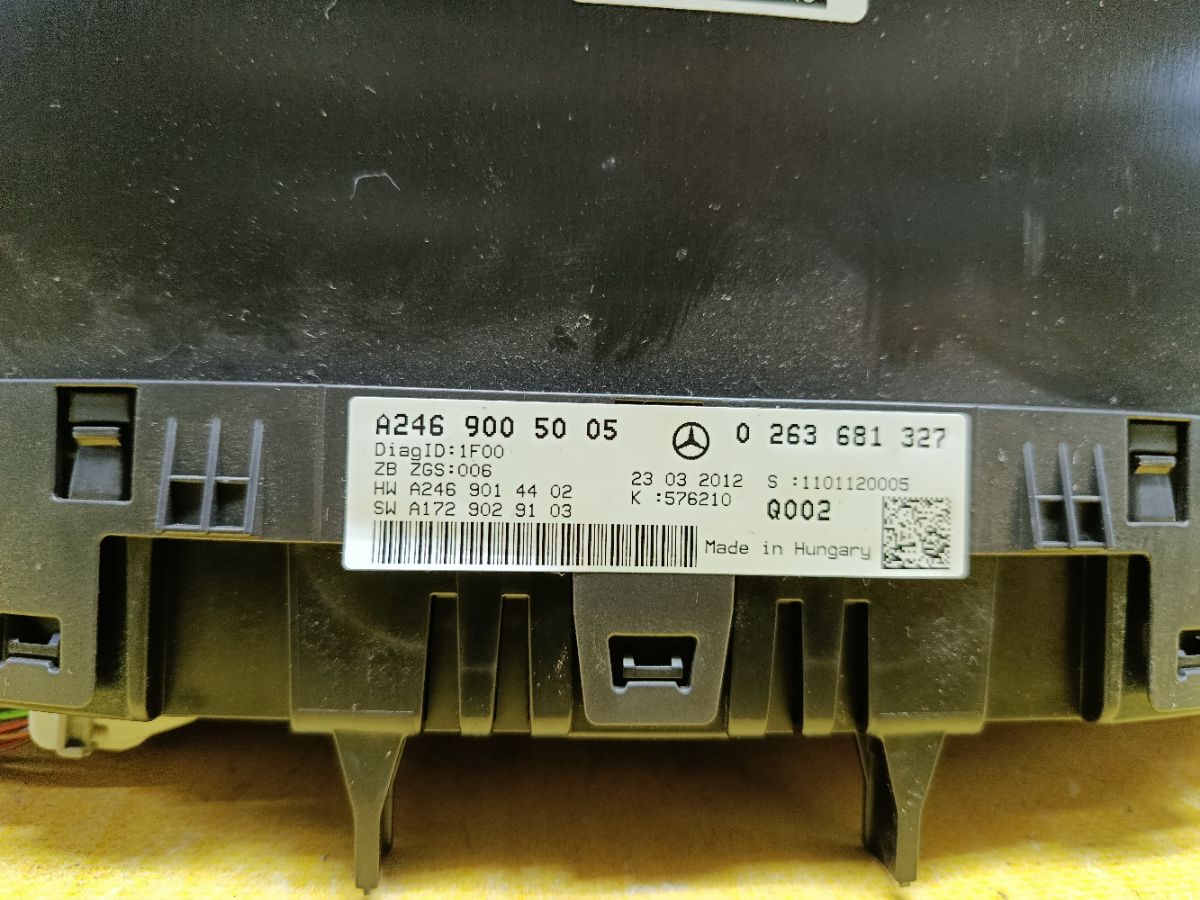 A246 900 50 05
0 263 681 327
DiagID:1F00
ZB ZGS:006
23 03 2012 S :1101120005
HW A246 901 44 02
K :576210
Q002
SW A172 902 91 03
Made in Hungary